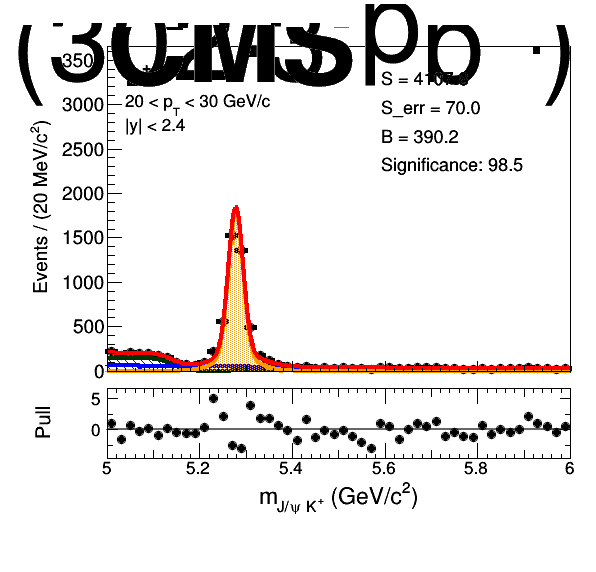 3500
3000
2500
2000
1500
1000
500
0
Events / (20 MeV/c²)
20 < p_T < 30 GeV/c
|y| < 2.4
S_err = 70.0
B = 390.2
Significance: 98.5
5
0
Pull
5 5.2 5.4 5.6 5.8 6
m_{J/ψ K⁺} (GeV/c²)